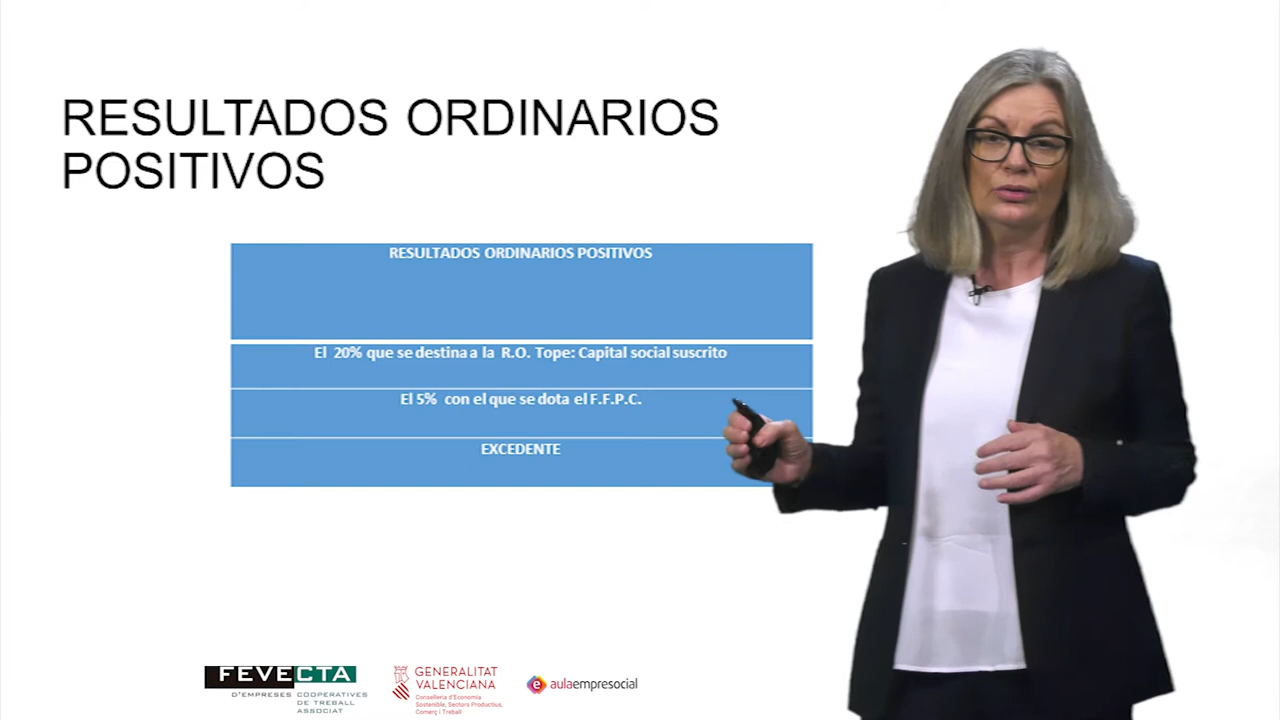 RESULTADOS ORDINARIOS
POSITIVOS
RESULTADOS ORDINARIOS POSITIVOS
El 20% que se destina a la R.O. Tope: Capital social suscrito
El 5% con el que se dota el F.F.P.C.
EXCEDENTE
FEVECTA
D'EMPRESES COOPERATIVES
DE TREBALL
ASSOCIAT
GENERALITAT
VALENCIANA
Conselleria d'Economia
Sostenible, Sectors Productius,
Comerç i Treball
e aulaempresocial